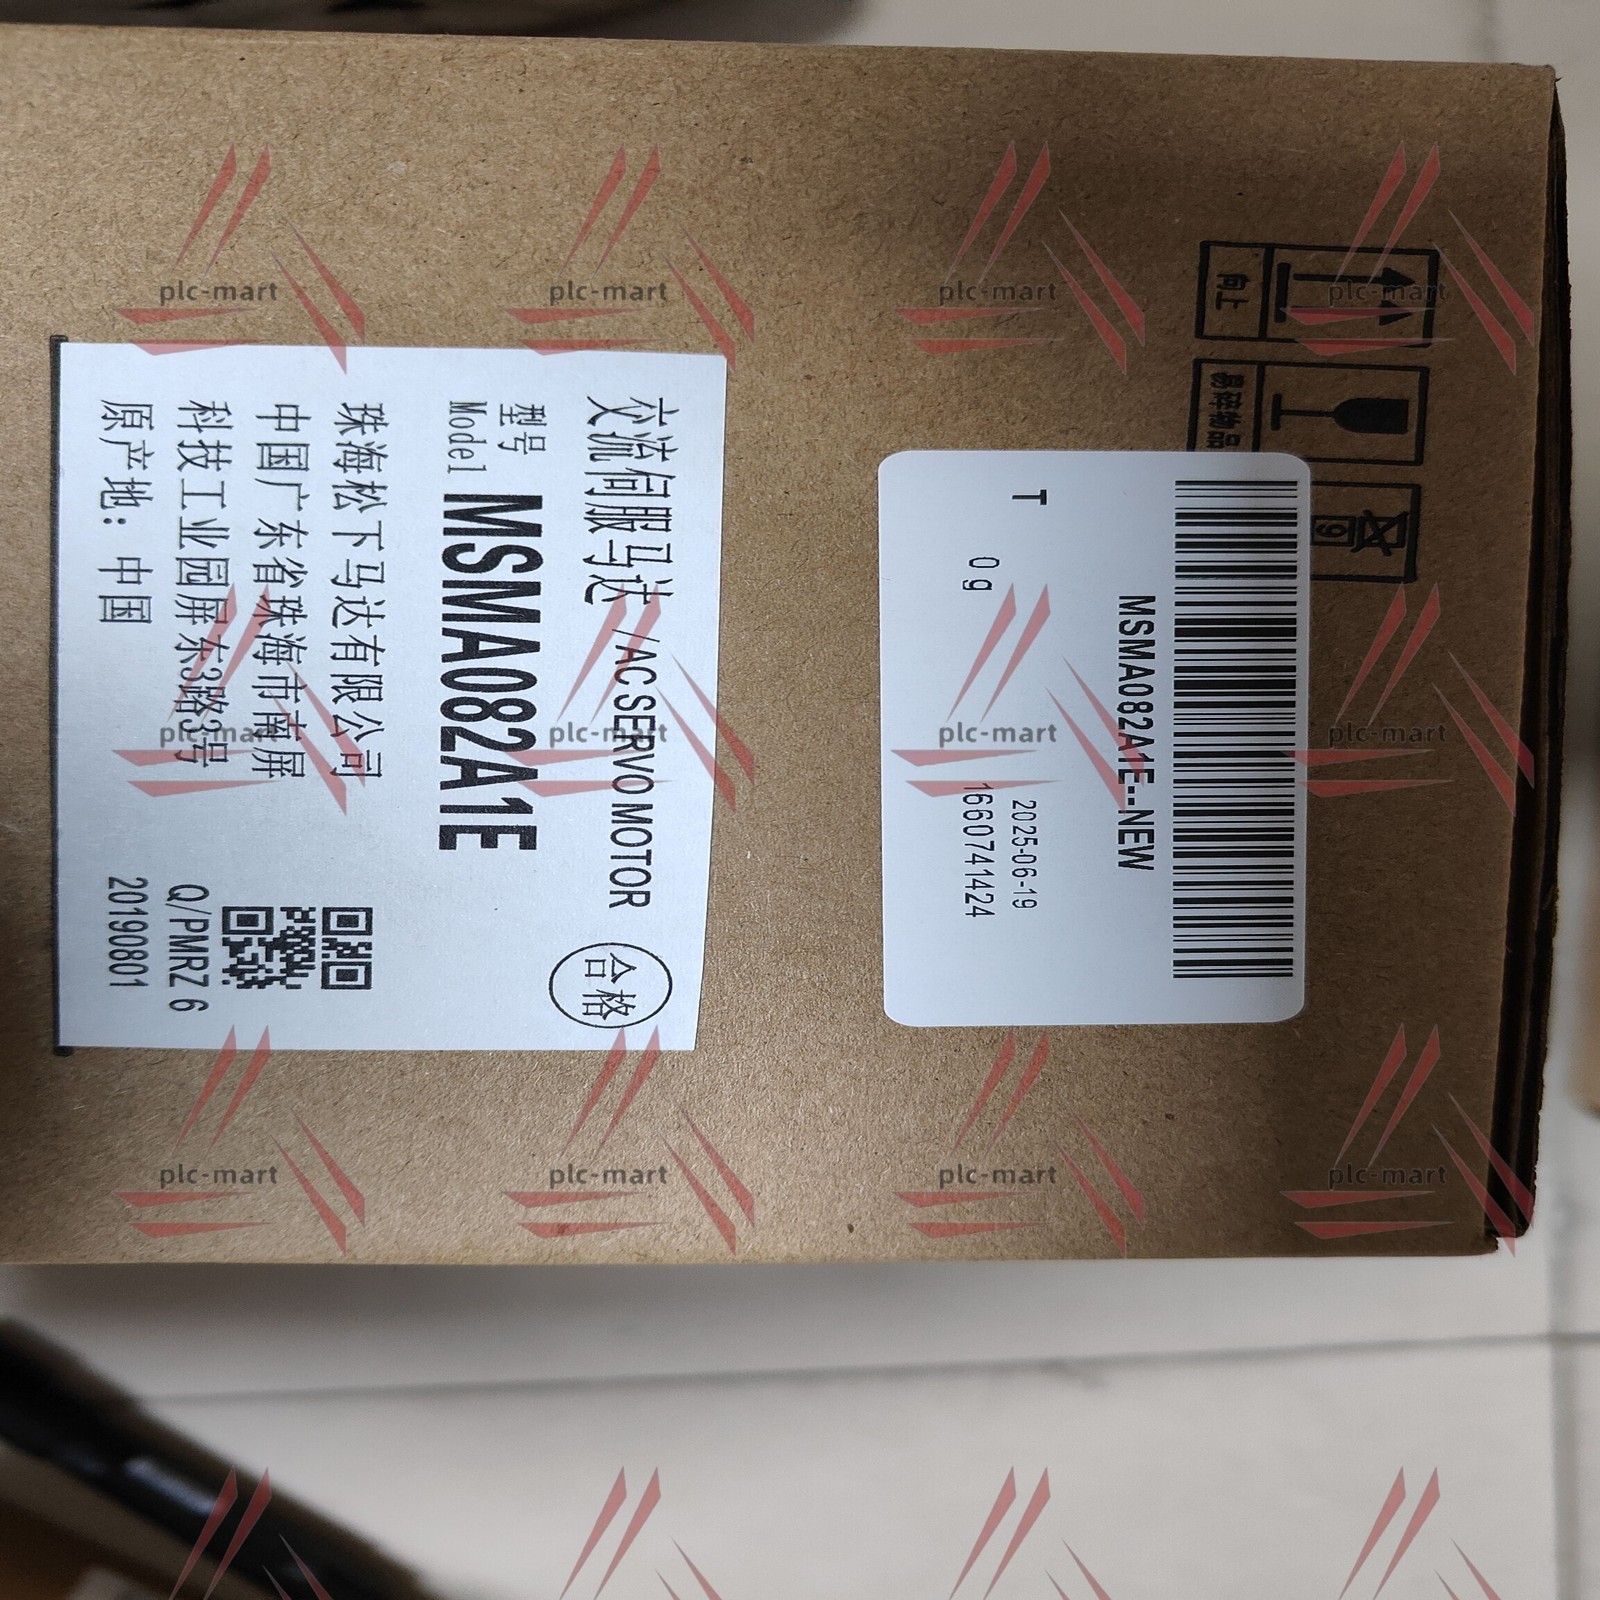 交流伺服马达 /AC SERVO MOTOR
合格
型号
Model MSMA082A1E
珠海松下马达有限公司
中国广东省珠海市南屏
科技工业园屏东3路3号
原产地：中国
Q/PMRZ 6
20190801
MSMA082A1E--NEW
T
2025-06-19
0 g
1660741424
向上
易碎物品
6
plc-mart
plc-mart
plc-mart
plc-mart
plc-mart
plc-mart
plc-mart
plc-mart
plc-mart
plc-mart
plc-mart
plc-mart